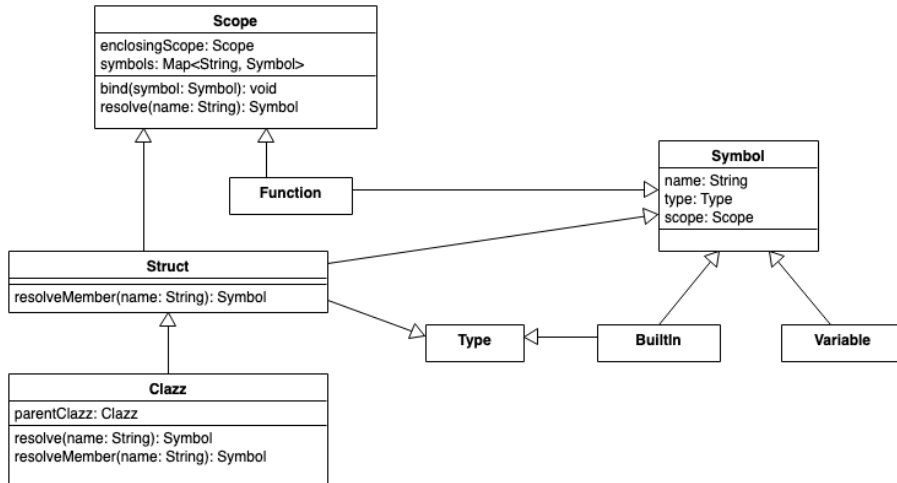 Scope
enclosingScope: Scope
symbols: Map<String, Symbol>
bind(symbol: Symbol): void
resolve(name: String): Symbol
Function
Symbol
name: String
type: Type
scope: Scope
Struct
resolveMember(name: String): Symbol
Type
BuiltIn
Variable
Clazz
parentClazz: Clazz
resolve(name: String): Symbol
resolveMember(name: String): Symbol